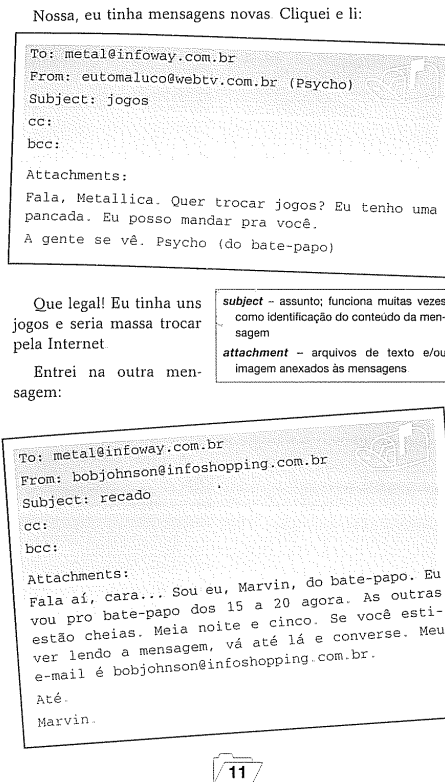 Nossa, eu tinha mensagens novas. Cliquei e li:
To: metal@infoway.com.br
From: eutomaluco@webtv.com.br (Psycho)
Subject: jogos
cc:
bcc:
Attachments:
Fala, Metallica. Quer trocar jogos? Eu tenho uma
pancada. Eu posso mandar pra você.
A gente se vê. Psycho (do bate-papo)
Que legal! Eu tinha uns
jogos e seria massa trocar
pela Internet.
Entrei na outra men-
sagem:
subject – assunto; funciona muitas vezes
como identificação do conteúdo da men-
sagem
attachment – arquivos de texto e/ou
imagem anexados às mensagens.
To: metal@infoway.com.br
From: bobjohnson@infoshopping.com.br
Subject: recado
cc:
bcc:
Attachments:
Fala aí, cara... Sou eu, Marvin, do bate-papo. Eu
vou pro bate-papo dos 15 a 20 agora. As outras
estão cheias. Meia noite e cinco. Se você esti-
ver lendo a mensagem, vá até lá e converse. Meu
e-mail é bobjohnson@infoshopping.com.br.
Até.
Marvin.
11